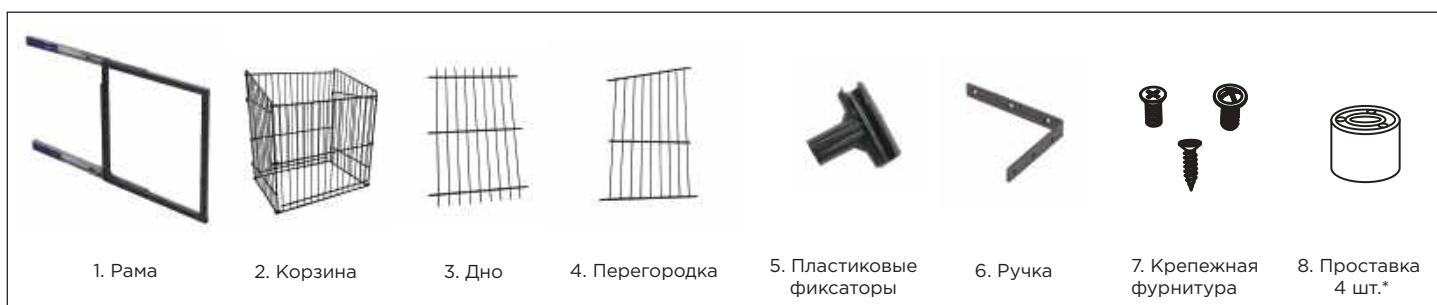 1. Рама
2. Корзина
3. Дно
4. Перегородка
5. Пластиковые
фиксаторы
6. Ручка
7. Крепежная
фурнитура
8. Проставка
4 шт.*